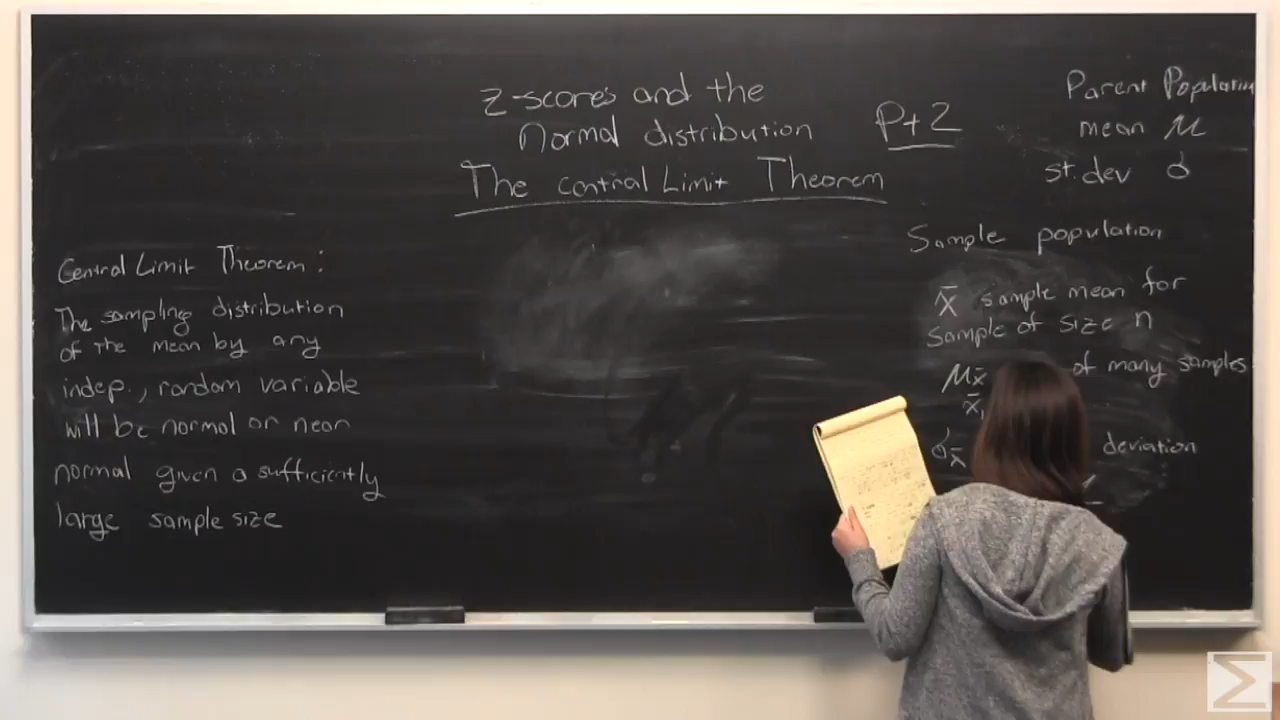 z-scores and the
Normal distribution
Pt 2
The central Limit Theorem
Central Limit Theorem:
The sampling distribution
of the mean by any
indep., random variable
will be normal or near
normal given a sufficiently
large sample size
Parent Population
mean μ
st. dev σ
Sample population
x̄ sample mean for
Sample of size n
μx̄ of many samples
x̄
σx̄ deviation
Σ